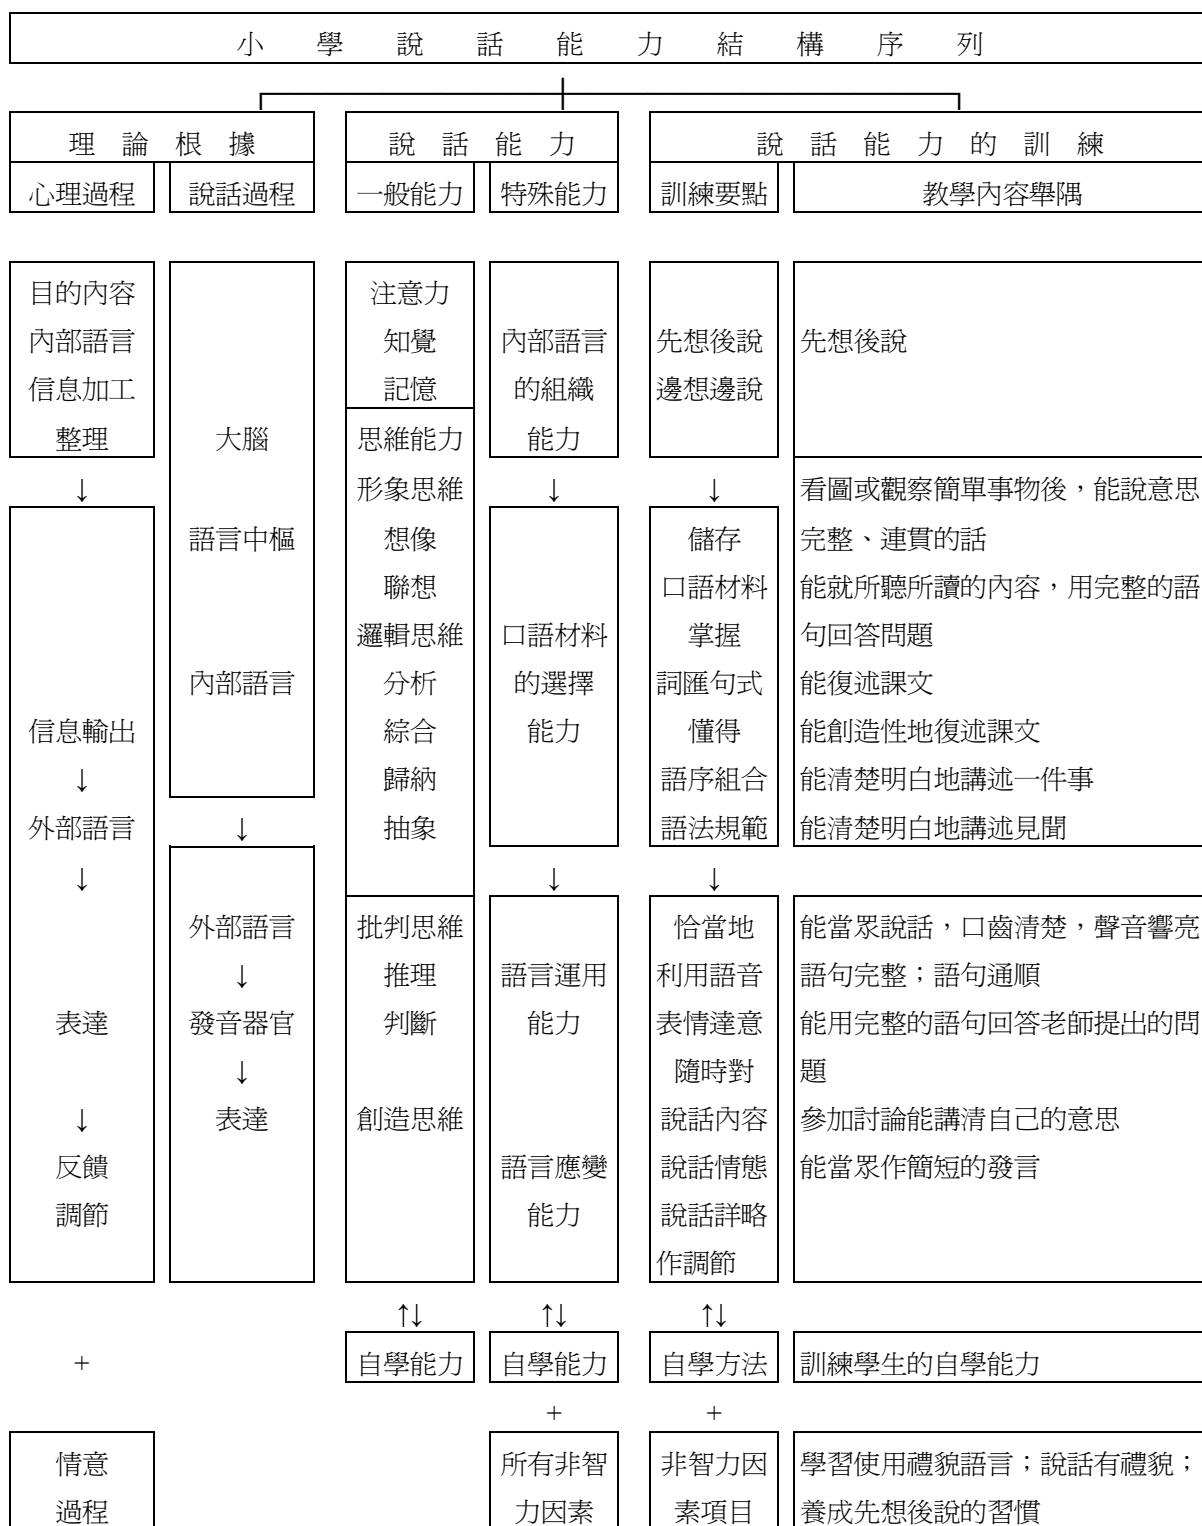 小學說話能力結構序列
理論根據 說話能力 說話能力的訓練
心理過程 說話過程 一般能力 特殊能力 訓練要點 教學內容舉隅
目的內容 注意力
內部語言 知覺 內部語言 先想後說 先想後說
信息加工 記憶 的組織 邊想邊說
整理 大腦 思維能力 能力
↓ 形象思維 ↓ ↓ 看圖或觀察簡單事物後，能說意思
語言中樞 想像 儲存 完整、連貫的話
聯想 口語材料 能就所聽所讀的內容，用完整的語
邏輯思維 口語材料 掌握 句回答問題
內部語言 分析 的選擇 詞匯句式 能復述課文
信息輸出 綜合 能力 懂得 能創造性地復述課文
↓ 歸納 語序組合 能清楚明白地講述一件事
外部語言 ↓ 抽象 語法規範 能清楚明白地講述見聞
↓ ↓ ↓
外部語言 批判思維 恰當地 能當眾說話，口齒清楚，聲音響亮
↓ 推理 語言運用 利用語音 語句完整；語句通順
表達 發音器官 判斷 能力 表情達意 能用完整的語句回答老師提出的問
↓ 隨時對 題
↓ 表達 創造思維 說話內容 參加討論能講清自己的意思
反饋 語言應變 說話情態 能當眾作簡短的發言
調節 能力 說話詳略
作調節
↑↓ ↑↓ ↑↓
+ 自學能力 自學能力 自學方法 訓練學生的自學能力
+ +
情意 所有非智 非智力因 學習使用禮貌語言；說話有禮貌；
過程 力因素 素項目 養成先想後說的習慣